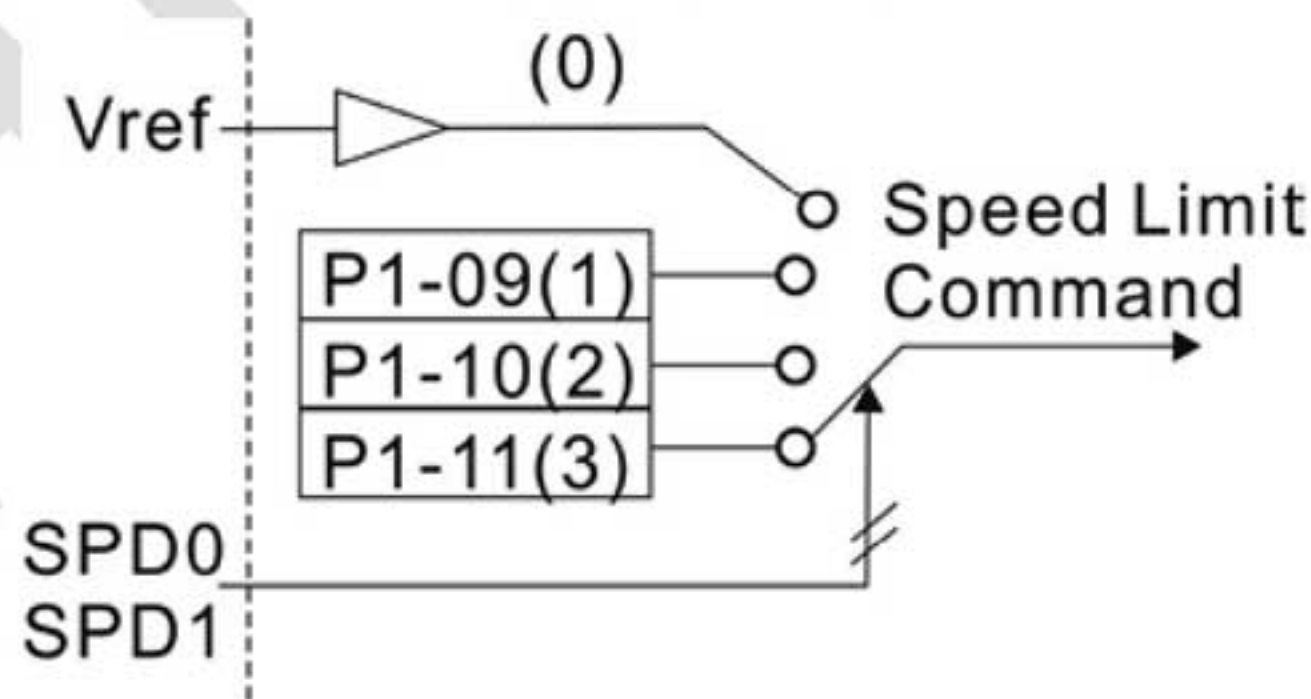 (0)
Vref
Speed Limit
Command
P1-09(1)
P1-10(2)
P1-11(3)
SPD0
SPD1